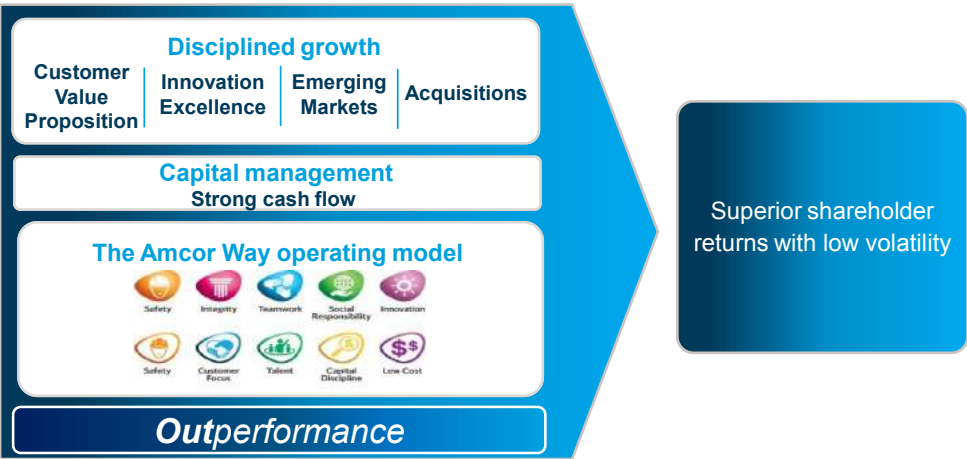 Disciplined growth
Customer
Value
Proposition
Innovation
Excellence
Emerging
Markets
Acquisitions
Capital management
Strong cash flow
The Amcor Way operating model
Safety
Integrity
Teamwork
Social
Responsibility
Innovation
Safety
Customer
Focus
Talent
Capital
Discipline
Low Cost
Outperformance
Superior shareholder
returns with low volatility